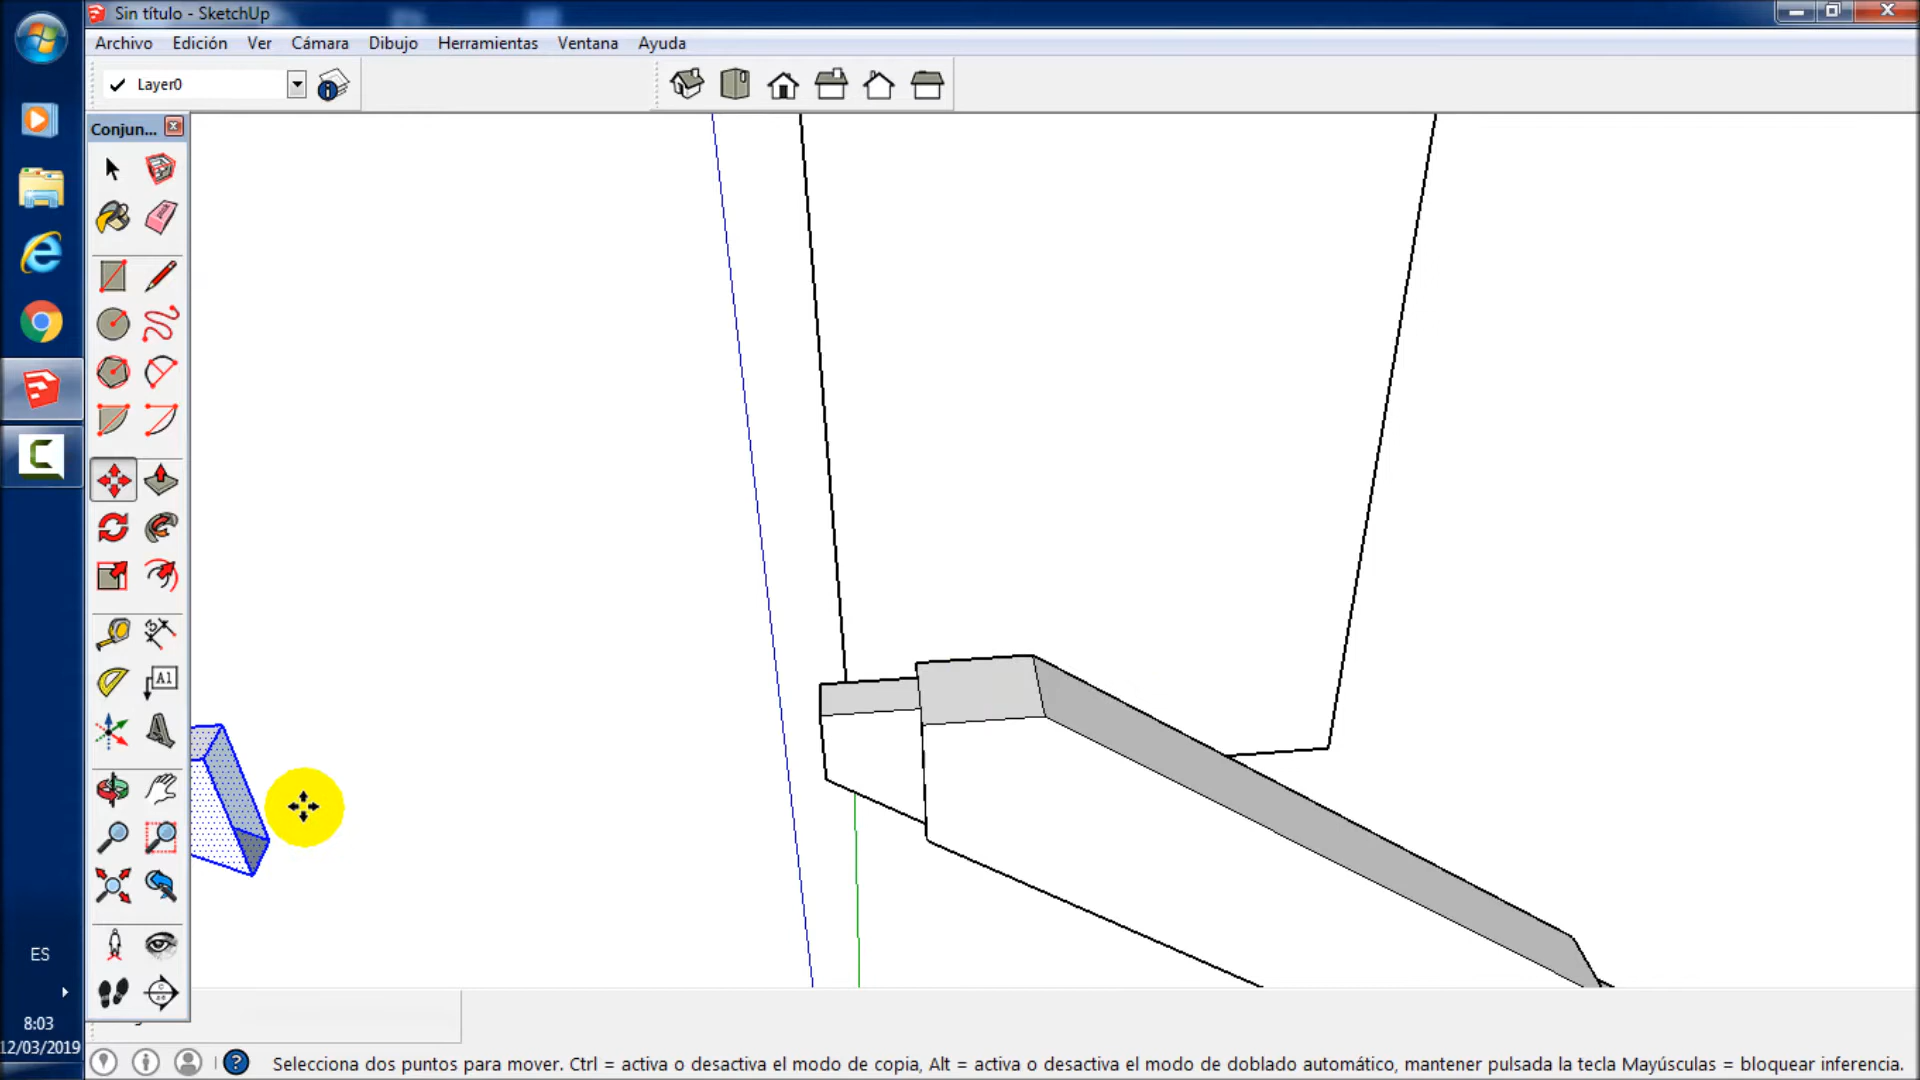 Sin título - SketchUp
Archivo Edición Ver Cámara Dibujo Herramientas Ventana Ayuda
Layer0
Conjun...
A1
ES
8:03
12/03/2019
Selecciona dos puntos para mover. Ctrl = activa o desactiva el modo de copia, Alt = activa o desactiva el modo de doblado automático, mantener pulsada la tecla Mayúsculas = bloquear inferencia.